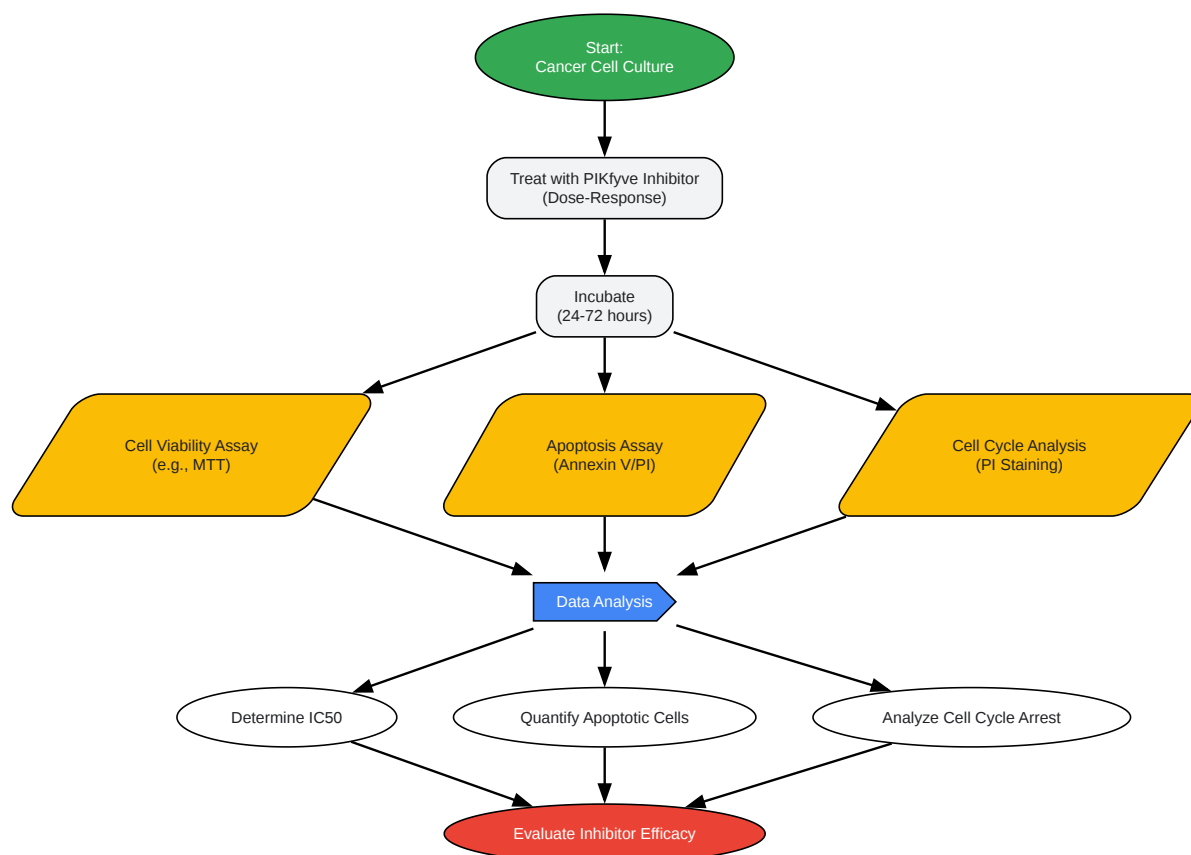 Start:
Cancer Cell Culture
Treat with PIKfyve Inhibitor
(Dose-Response)
Incubate
(24-72 hours)
Cell Viability Assay
(e.g., MTT)
Apoptosis Assay
(Annexin V/PI)
Cell Cycle Analysis
(PI Staining)
Data Analysis
Determine IC50
Quantify Apoptotic Cells
Analyze Cell Cycle Arrest
Evaluate Inhibitor Efficacy